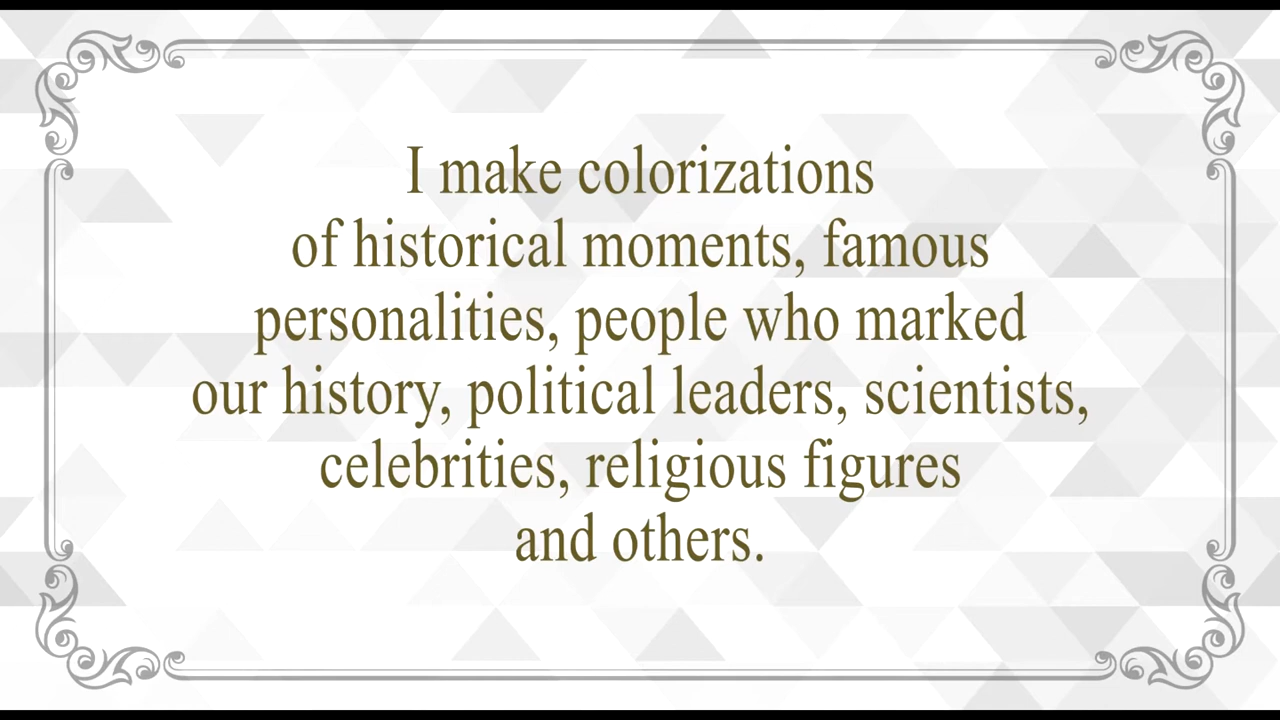 I make colorizations
of historical moments, famous
personalities, people who marked
our history, political leaders, scientists,
celebrities, religious figures
and others.